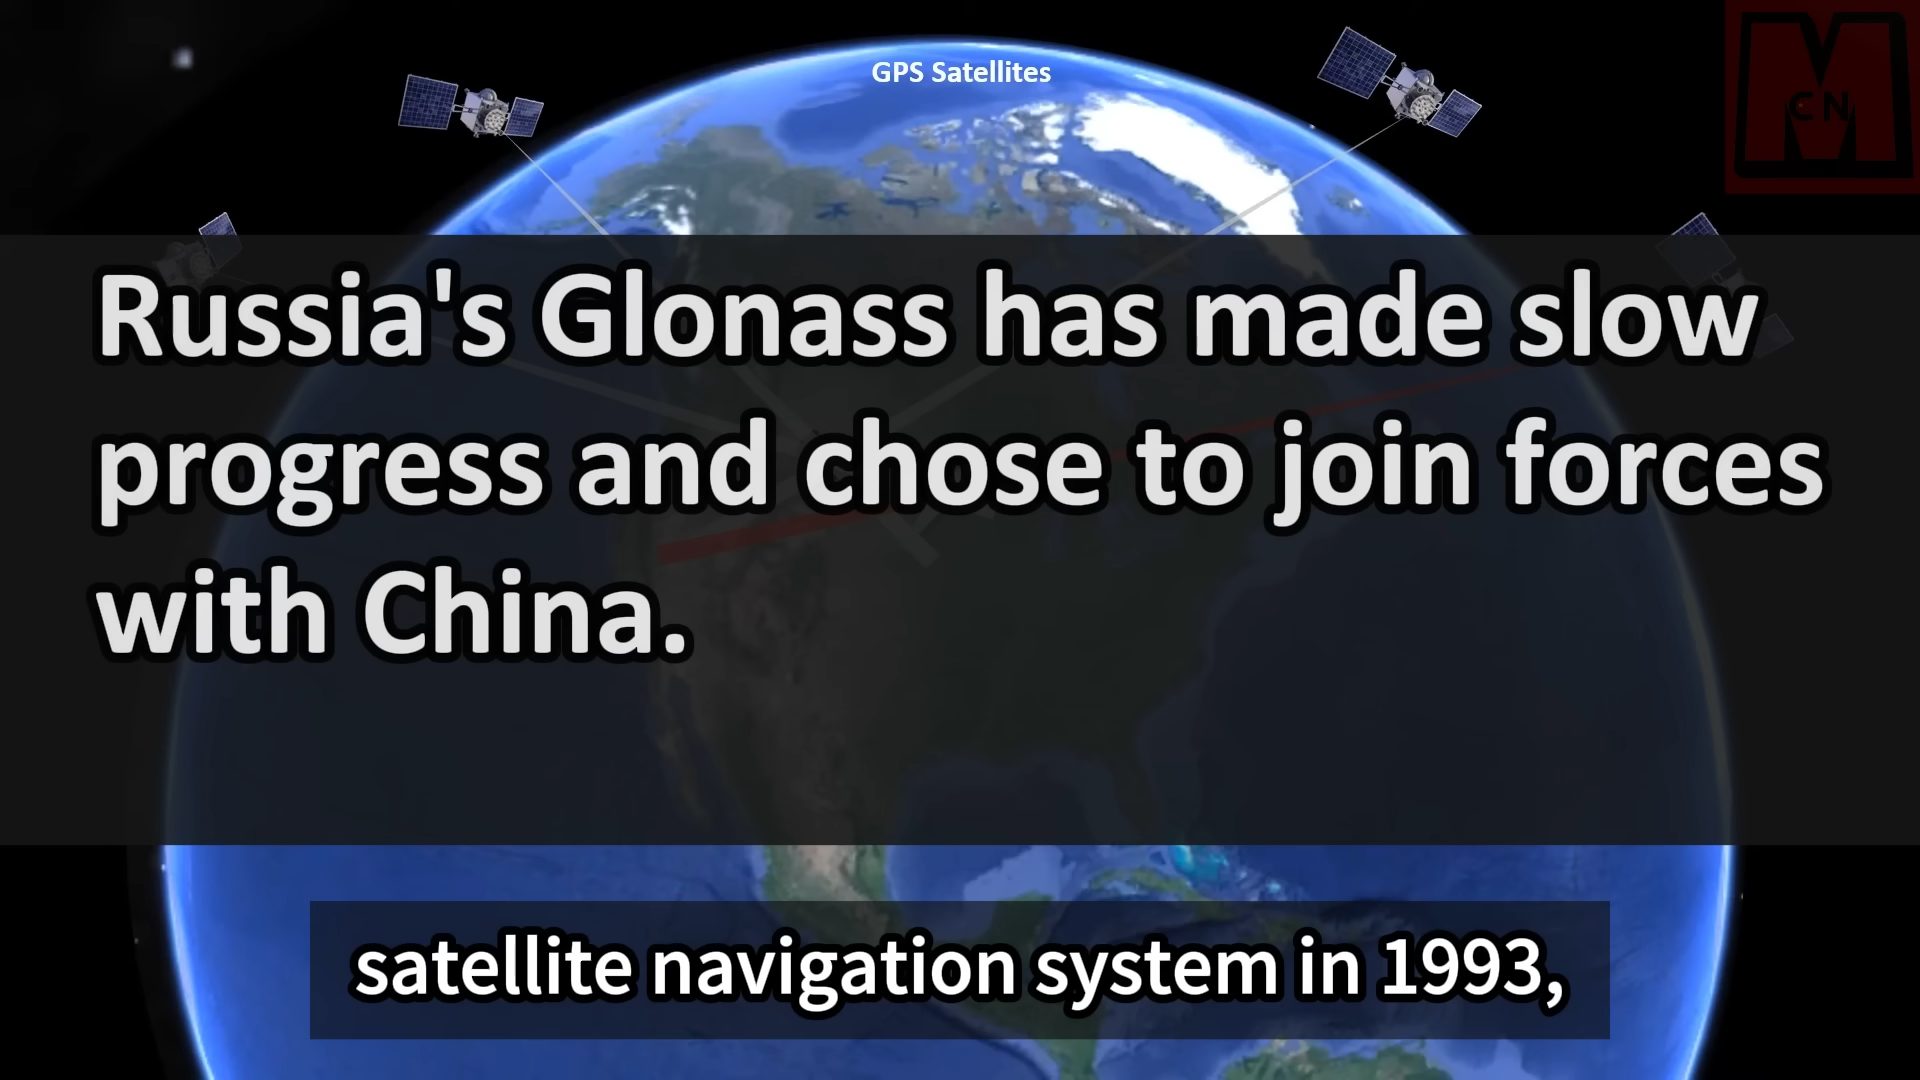 GPS Satellites
M
CN
Russia's Glonass has made slow
progress and chose to join forces
with China.
satellite navigation system in 1993,